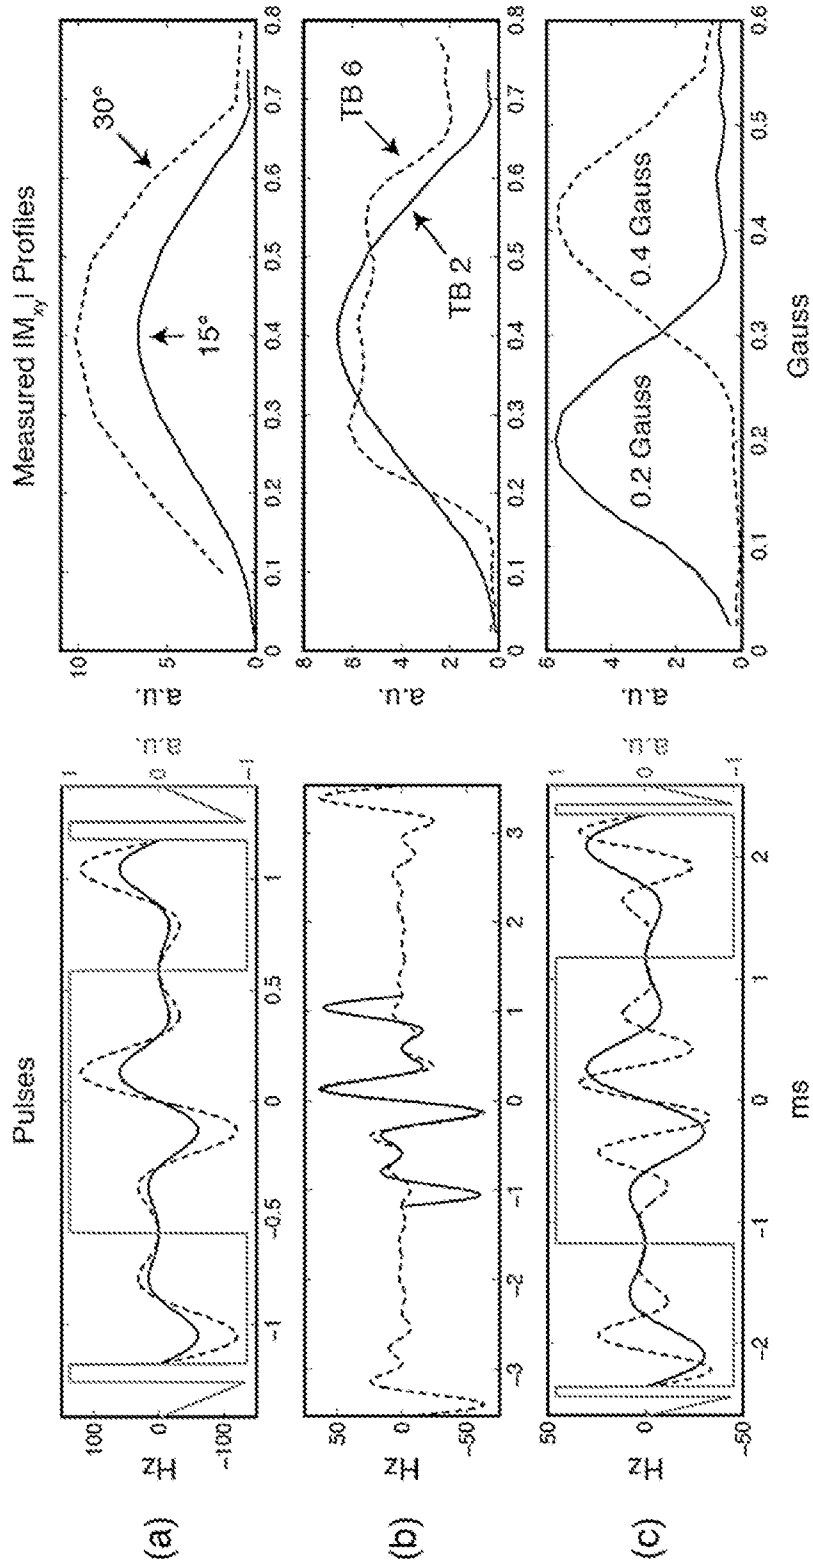 Pulses
Measured |Mxy| Profiles
(a)
Hz
100
0
-100
-1 -0.5 0 0.5 1
1
0
-1
a.u.
a.u.
10
5
0
30°
15°
0 0.1 0.2 0.3 0.4 0.5 0.6 0.7 0.8
(b)
Hz
50
0
-50
-3 -2 -1 0 1 2 3
a.u.
8
6
4
2
0
TB 6
TB 2
0 0.1 0.2 0.3 0.4 0.5 0.6 0.7 0.8
(c)
Hz
50
0
-50
-2 -1 0 1 2
ms
1
0
-1
a.u.
a.u.
6
4
2
0
0.2 Gauss
0.4 Gauss
0 0.1 0.2 0.3 0.4 0.5 0.6
Gauss